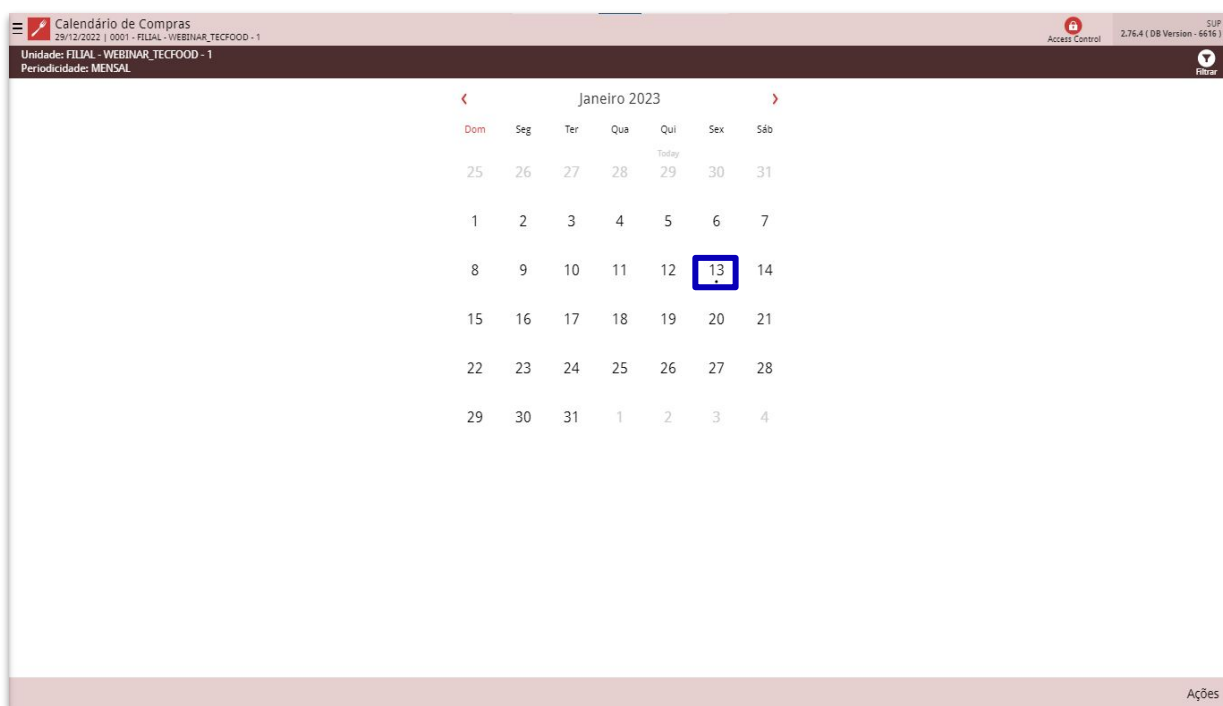 Calendário de Compras
29/12/2022 | 0001 - FILIAL - WEBINAR_TECFOOD - 1
Access Control
SUP
2.76.4 ( DB Version - 6616 )
Unidade: FILIAL - WEBINAR_TECFOOD - 1
Periodicidade: MENSAL
Filtrar
Janeiro 2023
Dom Seg Ter Qua Qui Sex Sáb
Today
25 26 27 28 29 30 31
1 2 3 4 5 6 7
8 9 10 11 12 13 14
15 16 17 18 19 20 21
22 23 24 25 26 27 28
29 30 31 1 2 3 4
Ações